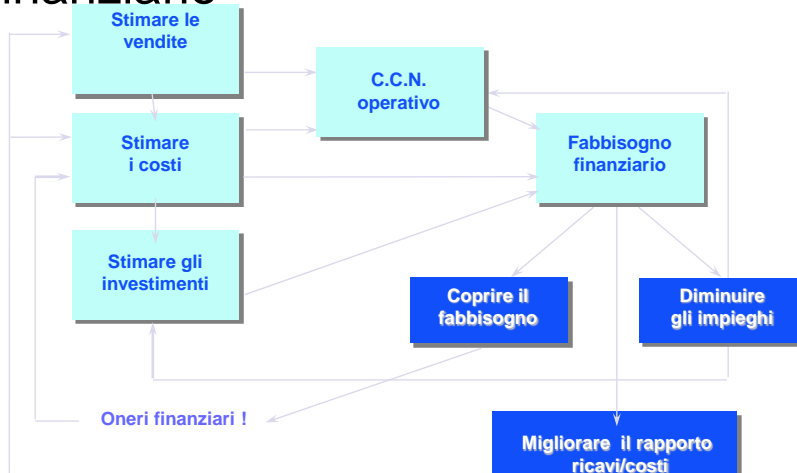 finanziario
Stimare le
vendite
C.C.N.
operativo
Stimare
i costi
Fabbisogno
finanziario
Stimare gli
investimenti
Coprire il
fabbisogno
Diminuire
gli impieghi
Oneri finanziari !
Migliorare il rapporto
ricavi/costi